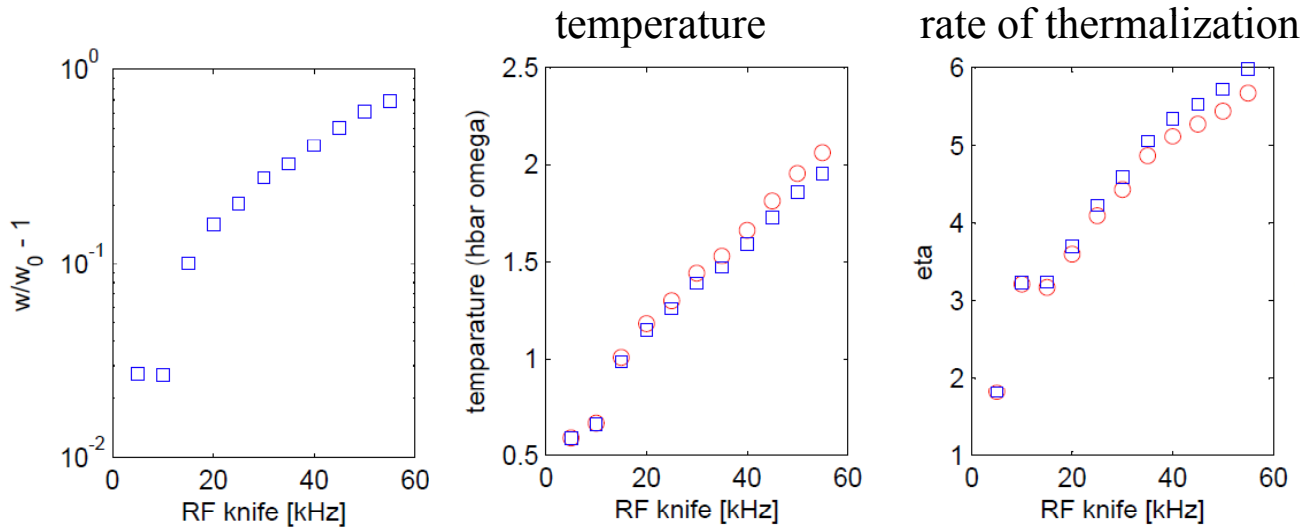 temperature
rate of thermalization
10^0
10^-1
10^-2
w/w_0 - 1
0 20 40 60
RF knife [kHz]
2.5
2
1.5
1
0.5
temparature (hbar omega)
0 20 40 60
RF knife [kHz]
6
5
4
3
2
1
eta
0 20 40 60
RF knife [kHz]